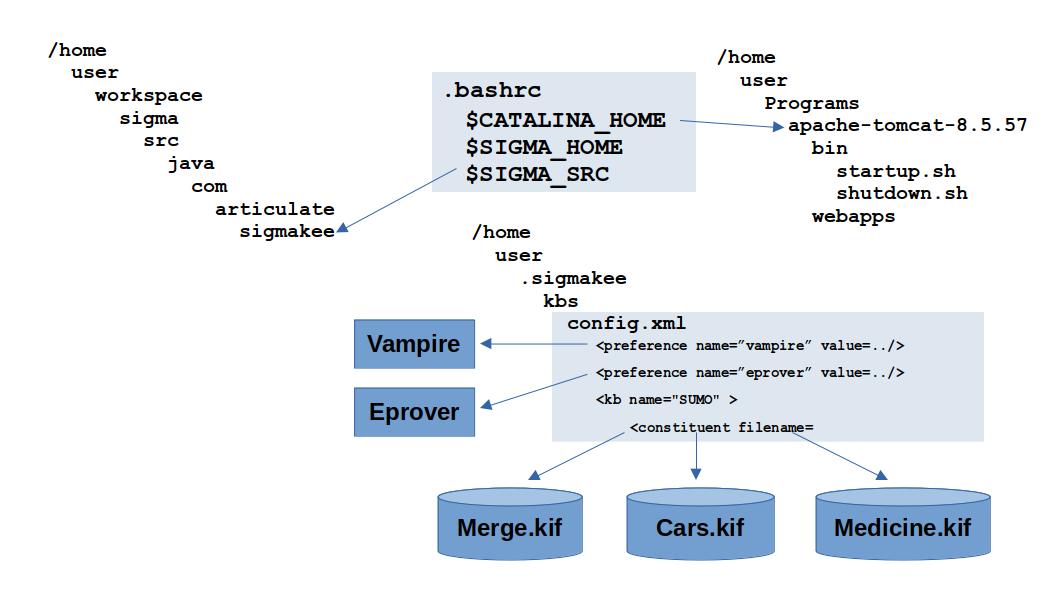 /home
user
workspace
sigma
src
java
com
articulate
sigmakee
.bashrc
$CATALINA_HOME
$SIGMA_HOME
$SIGMA_SRC
/home
user
Programs
apache-tomcat-8.5.57
bin
startup.sh
shutdown.sh
webapps
/home
user
.sigmakee
kbs
config.xml
<preference name=”vampire” value=../>
<preference name=”eprover” value=../>
<kb name="SUMO" >
<constituent filename=
Vampire
Eprover
Merge.kif
Cars.kif
Medicine.kif